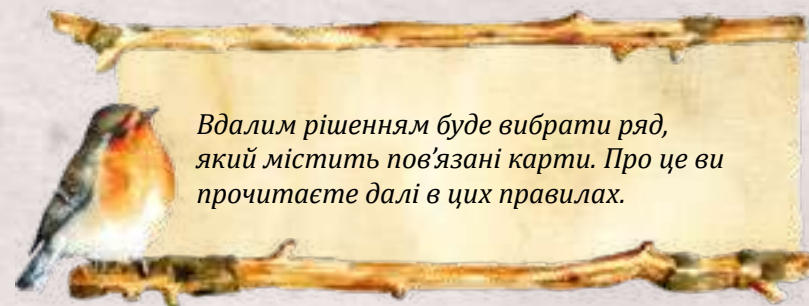 Вдалим рішенням буде вибрати ряд,
який містить пов’язані карти. Про це ви
прочитаєте далі в цих правилах.